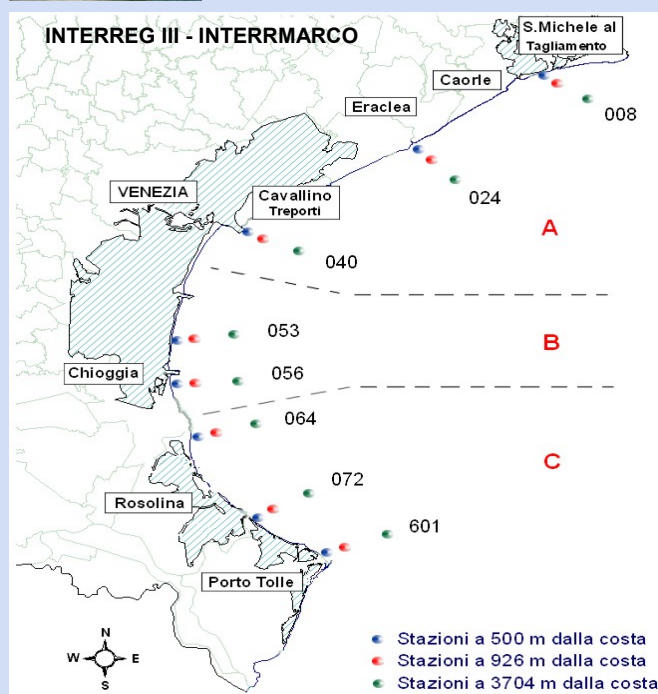 INTERREG III - INTERRMARCO
S.Michele al
Tagliamento
Caorle
Eraclea
008
VENEZIA
Cavallino
Treporti
024
A
040
053
B
Chioggia
056
064
C
072
Rosolina
601
Porto Tolle
N
W E
S
Stazioni a 500 m dalla costa
Stazioni a 926 m dalla costa
Stazioni a 3704 m dalla costa